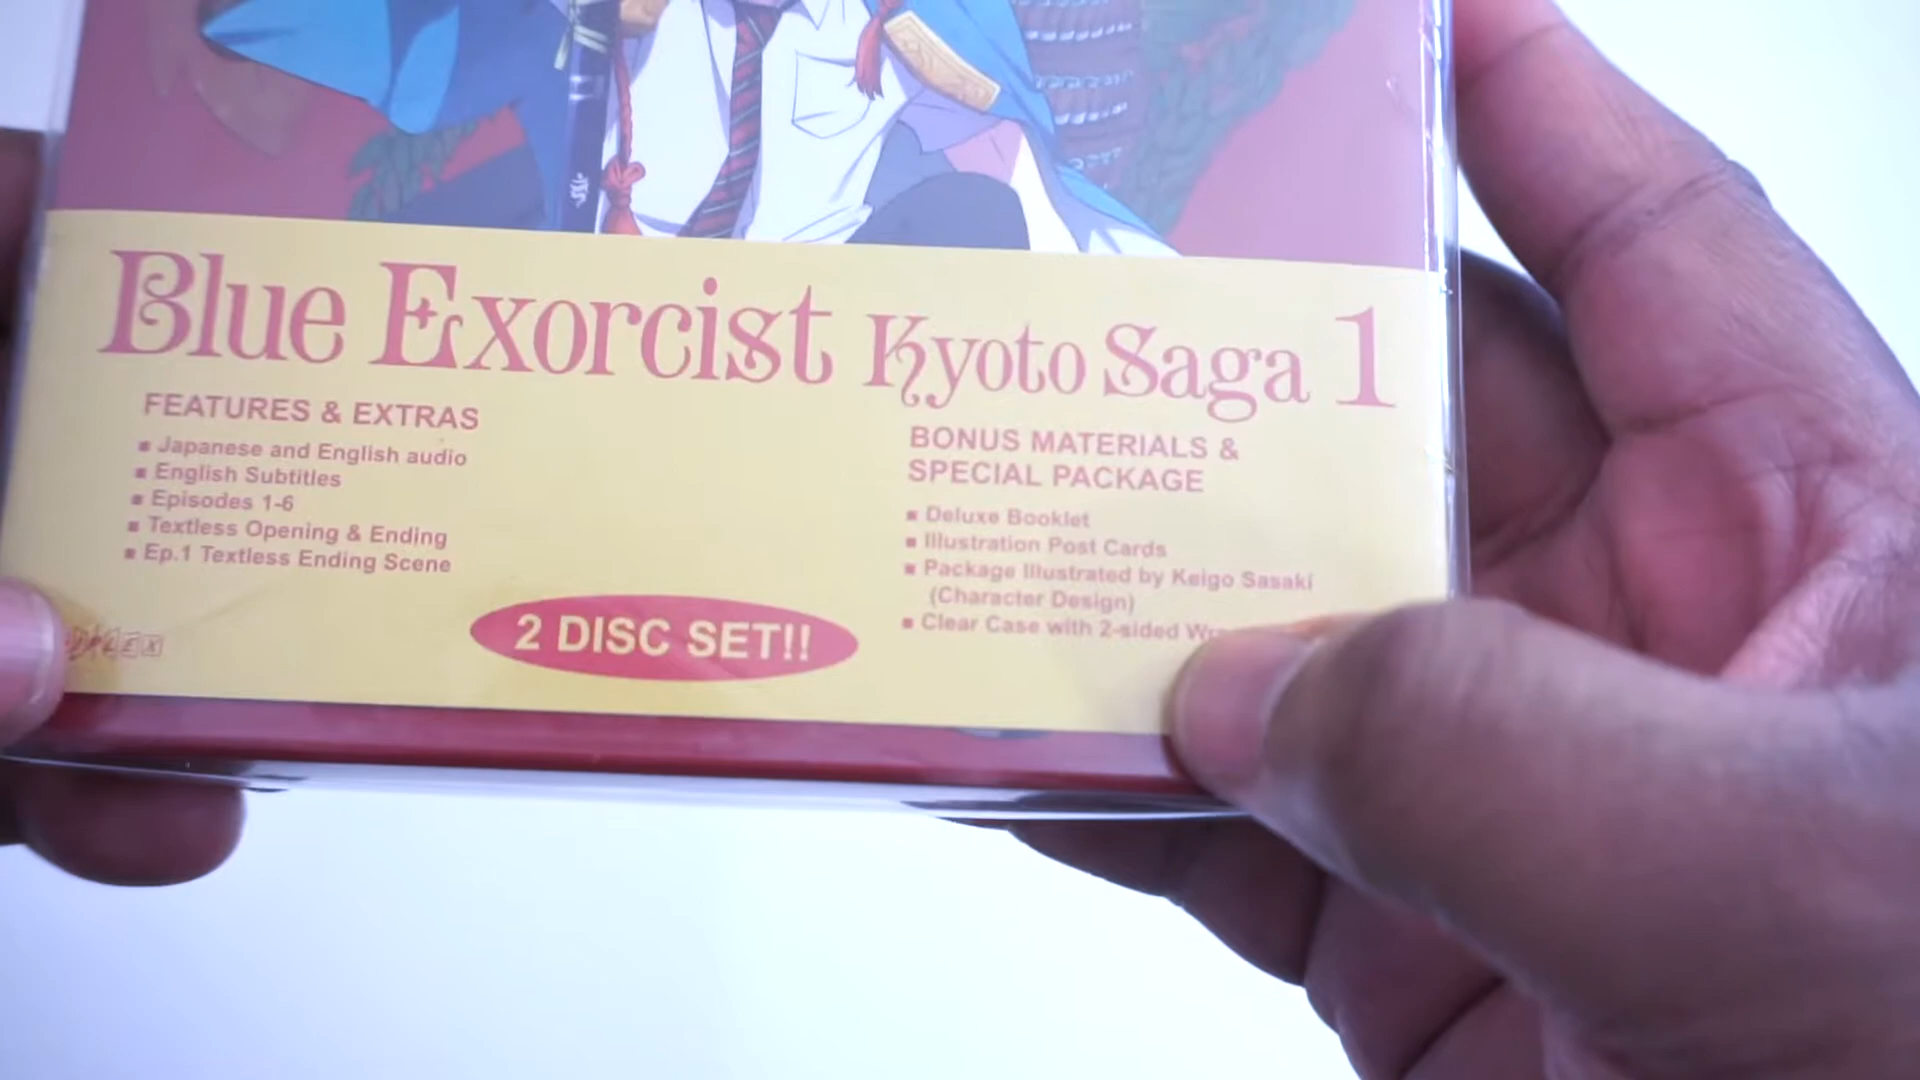 Blue Exorcist Kyoto Saga 1
FEATURES & EXTRAS
▪ Japanese and English audio
▪ English Subtitles
▪ Episodes 1-6
▪ Textless Opening & Ending
▪ Ep.1 Textless Ending Scene
BONUS MATERIALS &
SPECIAL PACKAGE
▪ Deluxe Booklet
▪ Illustration Post Cards
▪ Package Illustrated by Keigo Sasaki
(Character Design)
▪ Clear Case with 2-sided
2 DISC SET!!